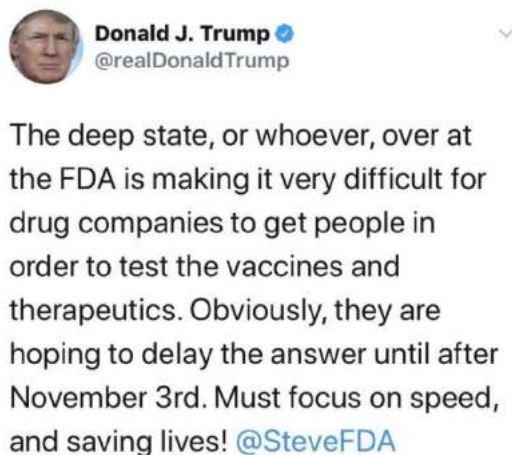 Donald J. Trump
@realDonaldTrump
The deep state, or whoever, over at
the FDA is making it very difficult for
drug companies to get people in
order to test the vaccines and
therapeutics. Obviously, they are
hoping to delay the answer until after
November 3rd. Must focus on speed,
and saving lives! @SteveFDA